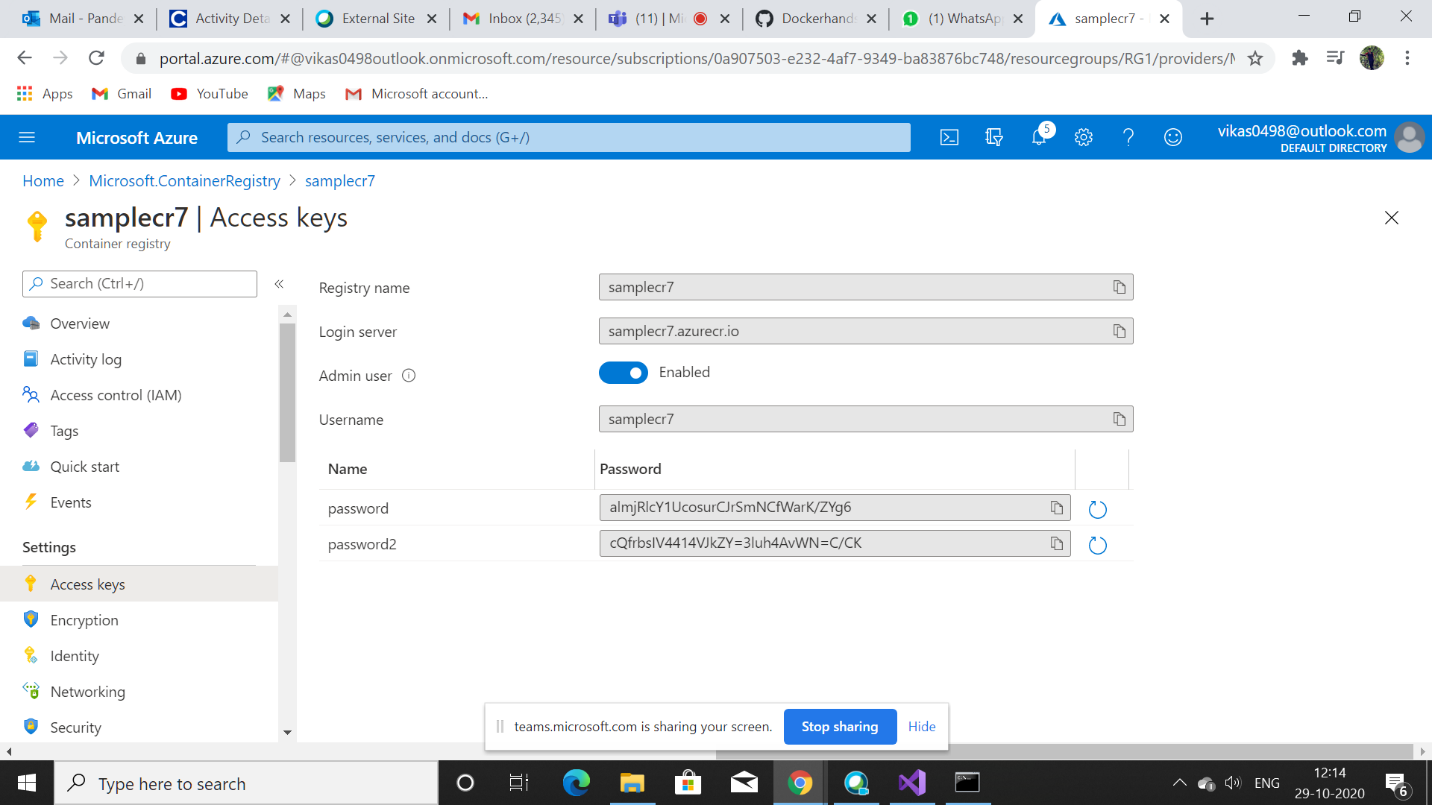 Mail - Pande
Activity Deta
External Site
Inbox (2,345
(11) | Mi
Dockerhand
(1) WhatsAp
samplecr7 -
portal.azure.com/#@vikas0498outlook.onmicrosoft.com/resource/subscriptions/0a907503-e232-4af7-9349-ba83876bc748/resourcegroups/RG1/providers/M
Apps
Gmail
YouTube
Maps
Microsoft account...
Microsoft Azure
Search resources, services, and docs (G+/)
5
vikas0498@outlook.com
DEFAULT DIRECTORY
Home > Microsoft.ContainerRegistry > samplecr7
samplecr7 | Access keys
Container registry
Search (Ctrl+/)
«
Overview
Activity log
Access control (IAM)
Tags
Quick start
Events
Settings
Access keys
Encryption
Identity
Networking
Security
Registry name
samplecr7
Login server
samplecr7.azurecr.io
Admin user
Enabled
Username
samplecr7
Name Password
password
password2
teams.microsoft.com is sharing your screen.
Stop sharing
Hide
Type here to search
ENG
12:14
29-10-2020
6